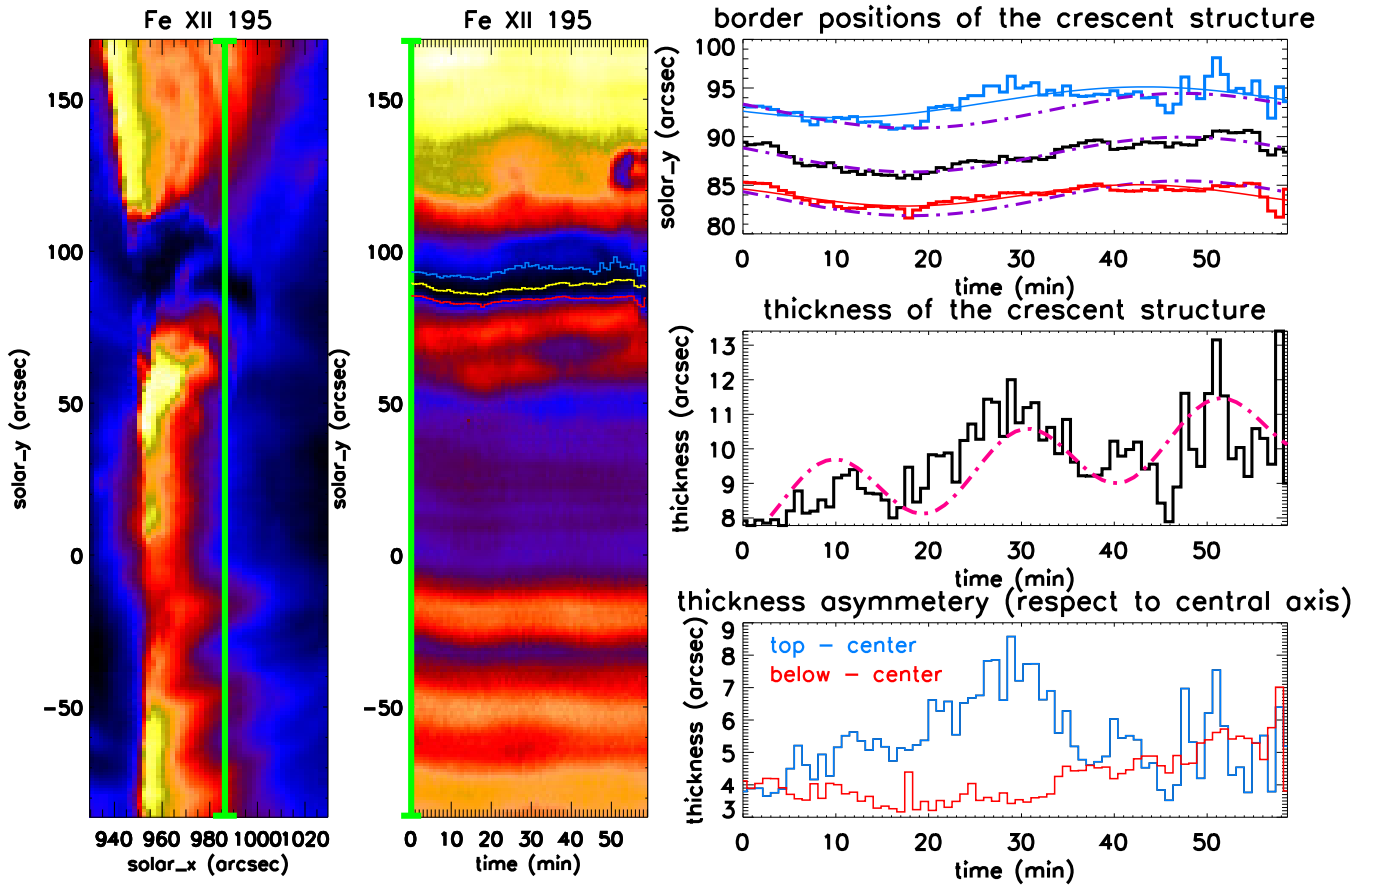 Fe XII 195
150
100
50
0
−50
solar_y (arcsec)
940 960 980 1000 1020
solar_x (arcsec)
Fe XII 195
150
100
50
0
−50
solar_y (arcsec)
0 10 20 30 40 50
time (min)
border positions of the crescent structure
100
95
90
85
80
solar_y (arcsec)
0 10 20 30 40 50
time (min)
thickness of the crescent structure
13
12
11
10
9
8
thickness (arcsec)
0 10 20 30 40 50
time (min)
thickness asymmetery (respect to central axis)
9
8
7
6
5
4
3
thickness (arcsec)
top − center
below − center
0 10 20 30 40 50
time (min)